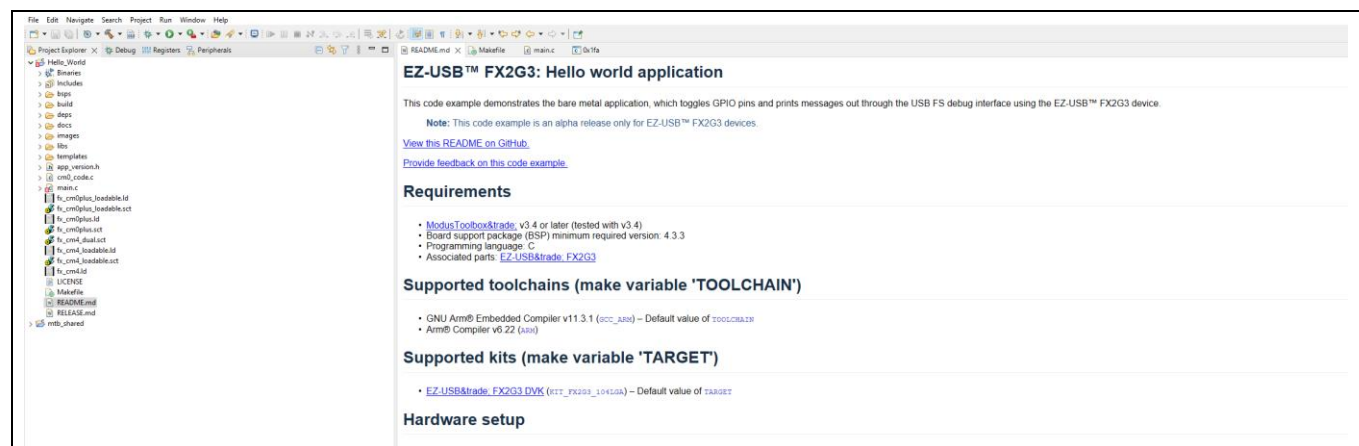 File Edit Navigate Search Project Run Window Help
Project Explorer Debug Registers Peripherals
Hello_World
Binaries
Includes
bsps
build
deps
docs
images
libs
templates
app_version.h
cm0_code.c
main.c
fx_cm0plus_loadable.ld
fx_cm0plus_loadable.sct
fx_cm0plus.ld
fx_cm0plus.sct
fx_cm4_dual.sct
fx_cm4_loadable.ld
fx_cm4_loadable.sct
fx_cm4.ld
LICENSE
Makefile
README.md
RELEASE.md
mtb_shared
README.md Makefile main.c 0x1fa
EZ-USB™ FX2G3: Hello world application
This code example demonstrates the bare metal application, which toggles GPIO pins and prints messages out through the USB FS debug interface using the EZ-USB™ FX2G3 device.
Note: This code example is an alpha release only for EZ-USB™ FX2G3 devices.
View this README on GitHub.
Provide feedback on this code example.
Requirements
• ModusToolbox&trade; v3.4 or later (tested with v3.4)
• Board support package (BSP) minimum required version: 4.3.3
• Programming language: C
• Associated parts: EZ-USB&trade; FX2G3
Supported toolchains (make variable 'TOOLCHAIN')
• GNU Arm® Embedded Compiler v11.3.1 (GCC_ARM) – Default value of TOOLCHAIN
• Arm® Compiler v6.22 (ARM)
Supported kits (make variable 'TARGET')
• EZ-USB&trade; FX2G3 DVK (KIT_FX2G3_104LGA) – Default value of TARGET
Hardware setup